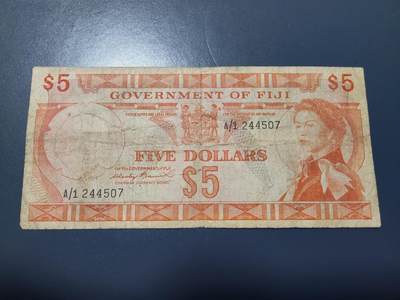 $5
GOVERNMENT OF FIJI
$5
A/1 244507
FIVE DOLLARS
A/1 244507
$5